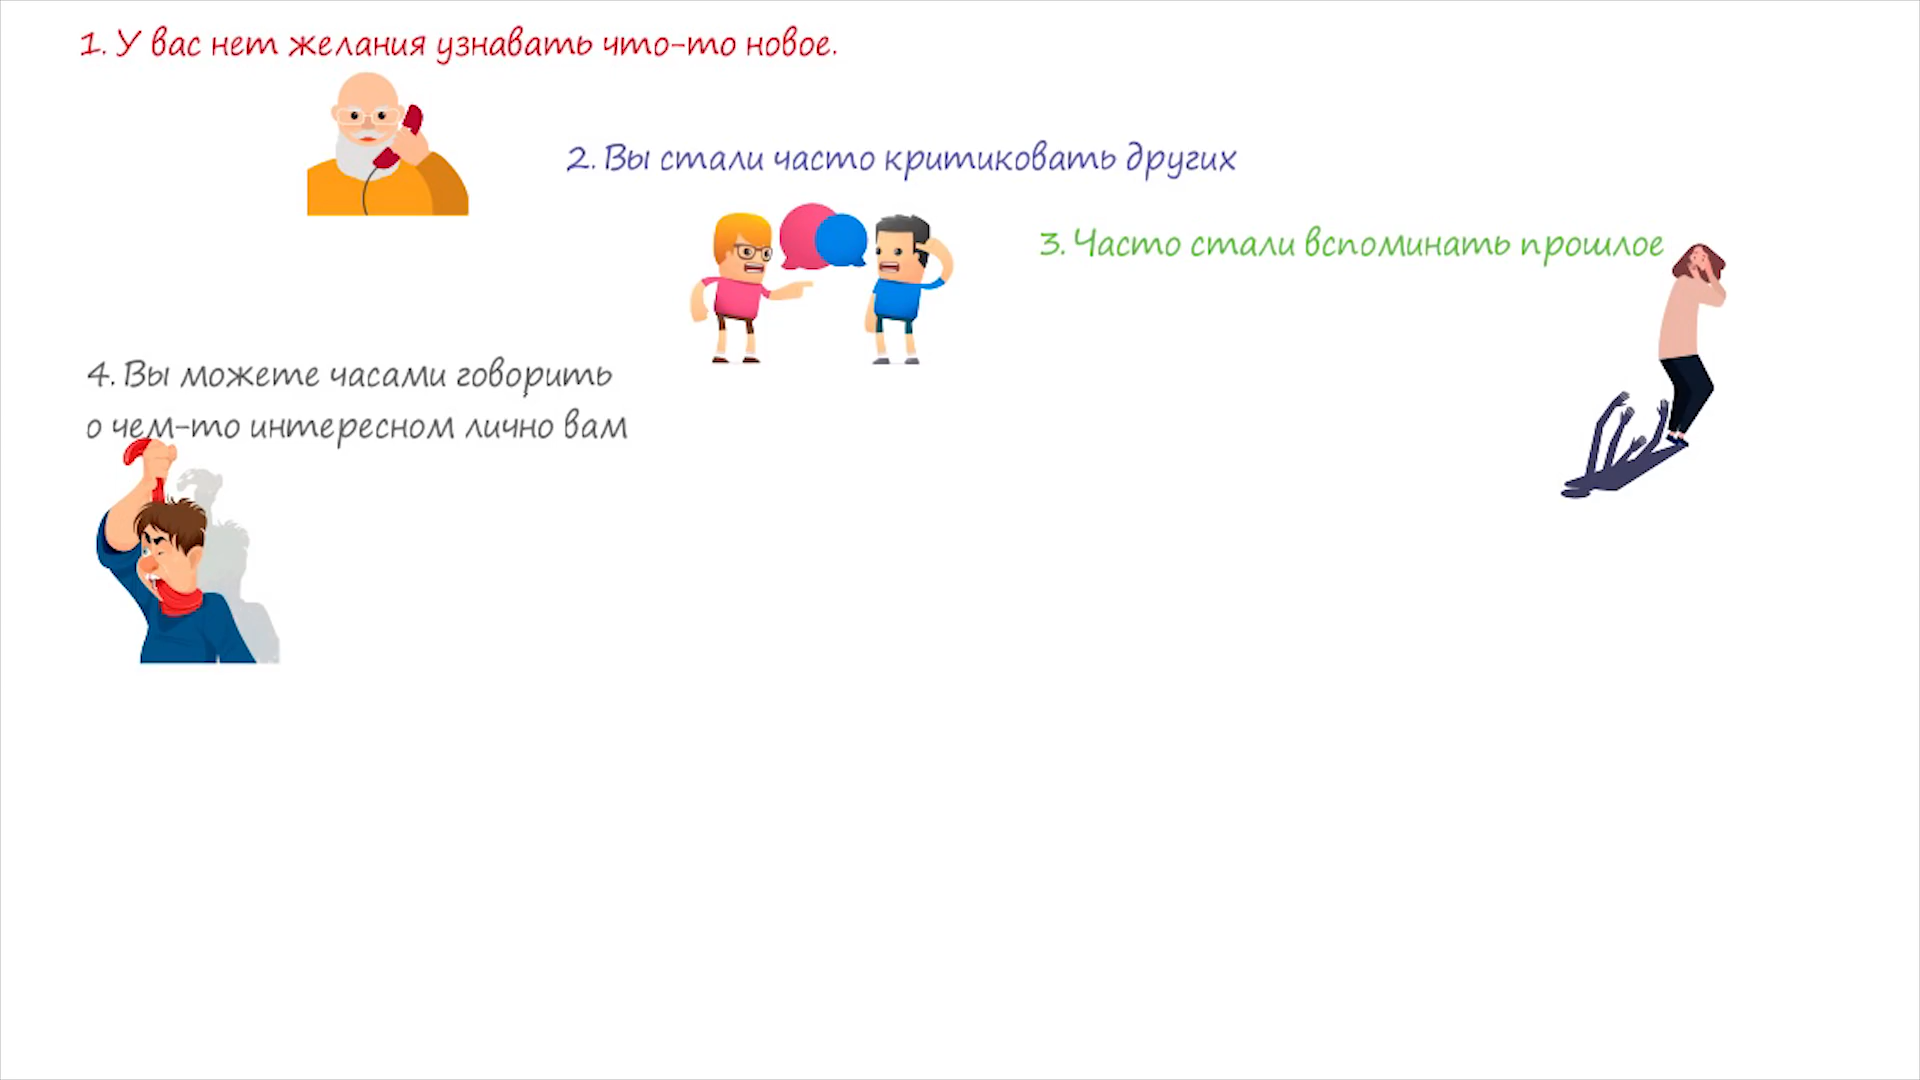 1. У вас нет желания узнавать что-то новое.
2. Вы стали часто критиковать других
3. Часто стали вспоминать прошлое
4. Вы можете часами говорить
о чем-то интересном лично вам